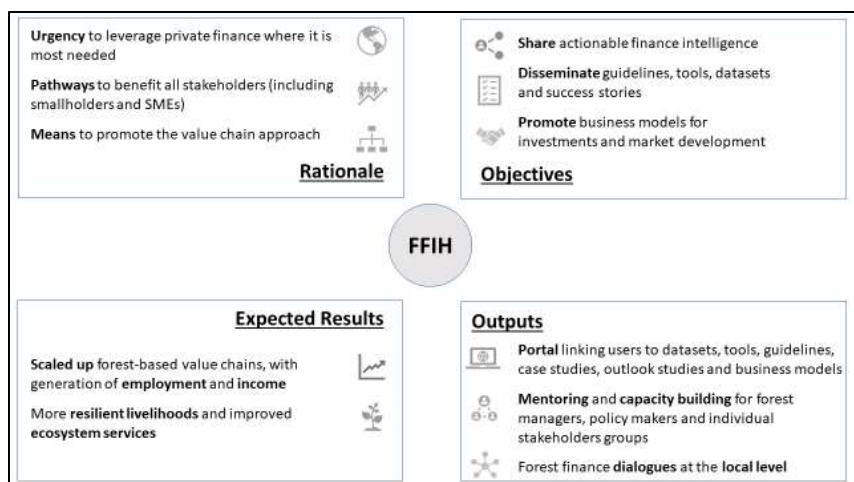 Urgency to leverage private finance where it is
most needed
Pathways to benefit all stakeholders (including
smallholders and SMEs)
Means to promote the value chain approach
Rationale
Share actionable finance intelligence
Disseminate guidelines, tools, datasets
and success stories
Promote business models for
investments and market development
Objectives
FFIH
Expected Results
Scaled up forest-based value chains, with
generation of employment and income
More resilient livelihoods and improved
ecosystem services
Outputs
Portal linking users to datasets, tools, guidelines,
case studies, outlook studies and business models
Mentoring and capacity building for forest
managers, policy makers and individual
stakeholders groups
Forest finance dialogues at the local level